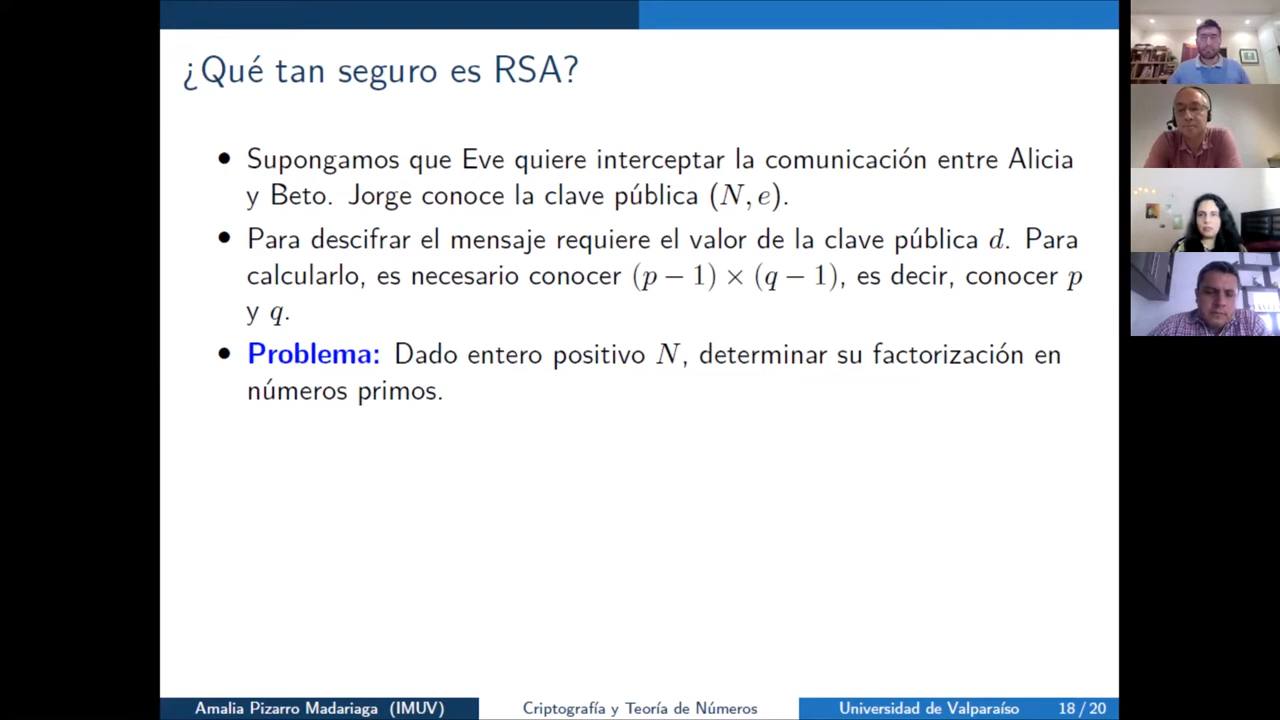 ¿Qué tan seguro es RSA?
• Supongamos que Eve quiere interceptar la comunicación entre Alicia
y Beto. Jorge conoce la clave pública (N, e).
• Para descifrar el mensaje requiere el valor de la clave pública d. Para
calcularlo, es necesario conocer (p − 1) × (q − 1), es decir, conocer p
y q.
• Problema: Dado entero positivo N, determinar su factorización en
números primos.
Amalia Pizarro Madariaga (IMUV) Criptografía y Teoría de Números Universidad de Valparaíso 18 / 20